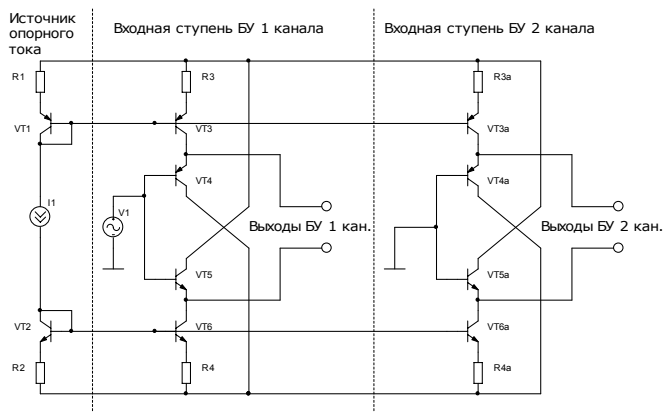 Источник
опорного
тока
Входная ступень БУ 1 канала
Входная ступень БУ 2 канала
R1
R3
R3a
VT1
VT3
VT3a
VT4
VT4a
I1
V1
Выходы БУ 1 кан.
Выходы БУ 2 кан.
VT5
VT5a
VT2
VT6
VT6a
R2
R4
R4a